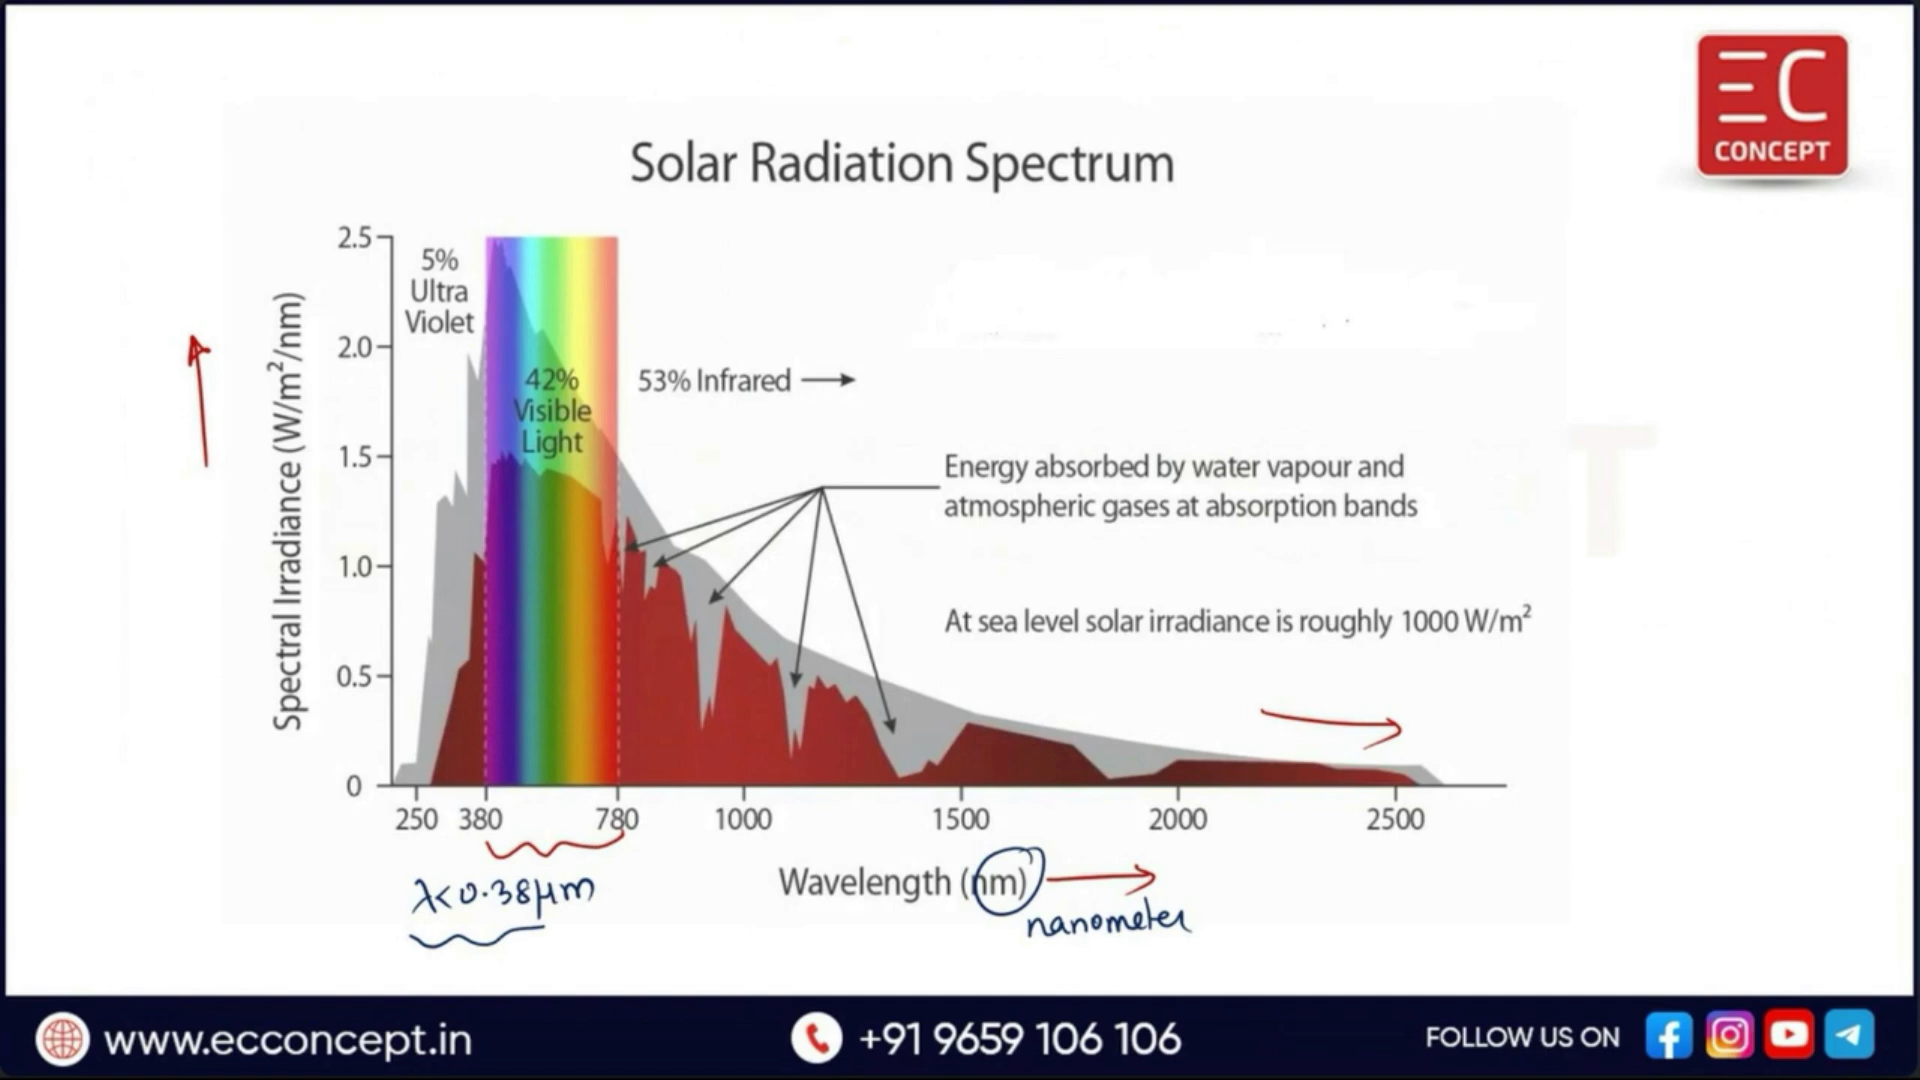 EC
CONCEPT
Solar Radiation Spectrum
Spectral Irradiance (W/m²/nm)
2.5
2.0
1.5
1.0
0.5
0
5%
Ultra
Violet
42%
Visible
Light
53% Infrared
Energy absorbed by water vapour and
atmospheric gases at absorption bands
At sea level solar irradiance is roughly 1000 W/m²
250 380 780 1000 1500 2000 2500
Wavelength (nm)
λ<0.38μm
nanometer
T
www.ecconcept.in
+91 9659 106 106
FOLLOW US ON